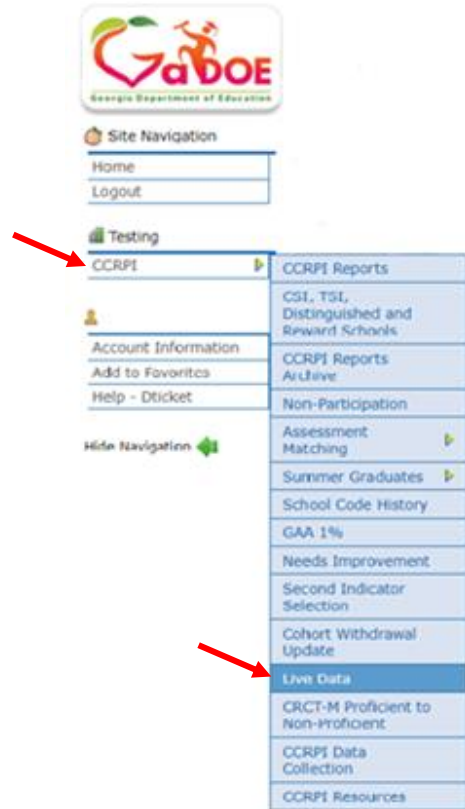 GaDOE
Georgia Department of Education
Site Navigation
Home
Logout
Testing
CCRPI
Account Information
Add to Favorites
Help - Dticket
Hide Navigation
CCRPI Reports
CSI, TSI,
Distinguished and
Reward Schools
CCRPI Reports
Archive
Non-Participation
Assessment
Matching
Summer Graduates
School Code History
GAA 1%
Needs Improvement
Second Indicator
Selection
Cohort Withdrawal
Update
Live Data
CRCT-M Proficient to
Non-Proficient
CCRPI Data
Collection
CCRPI Resources